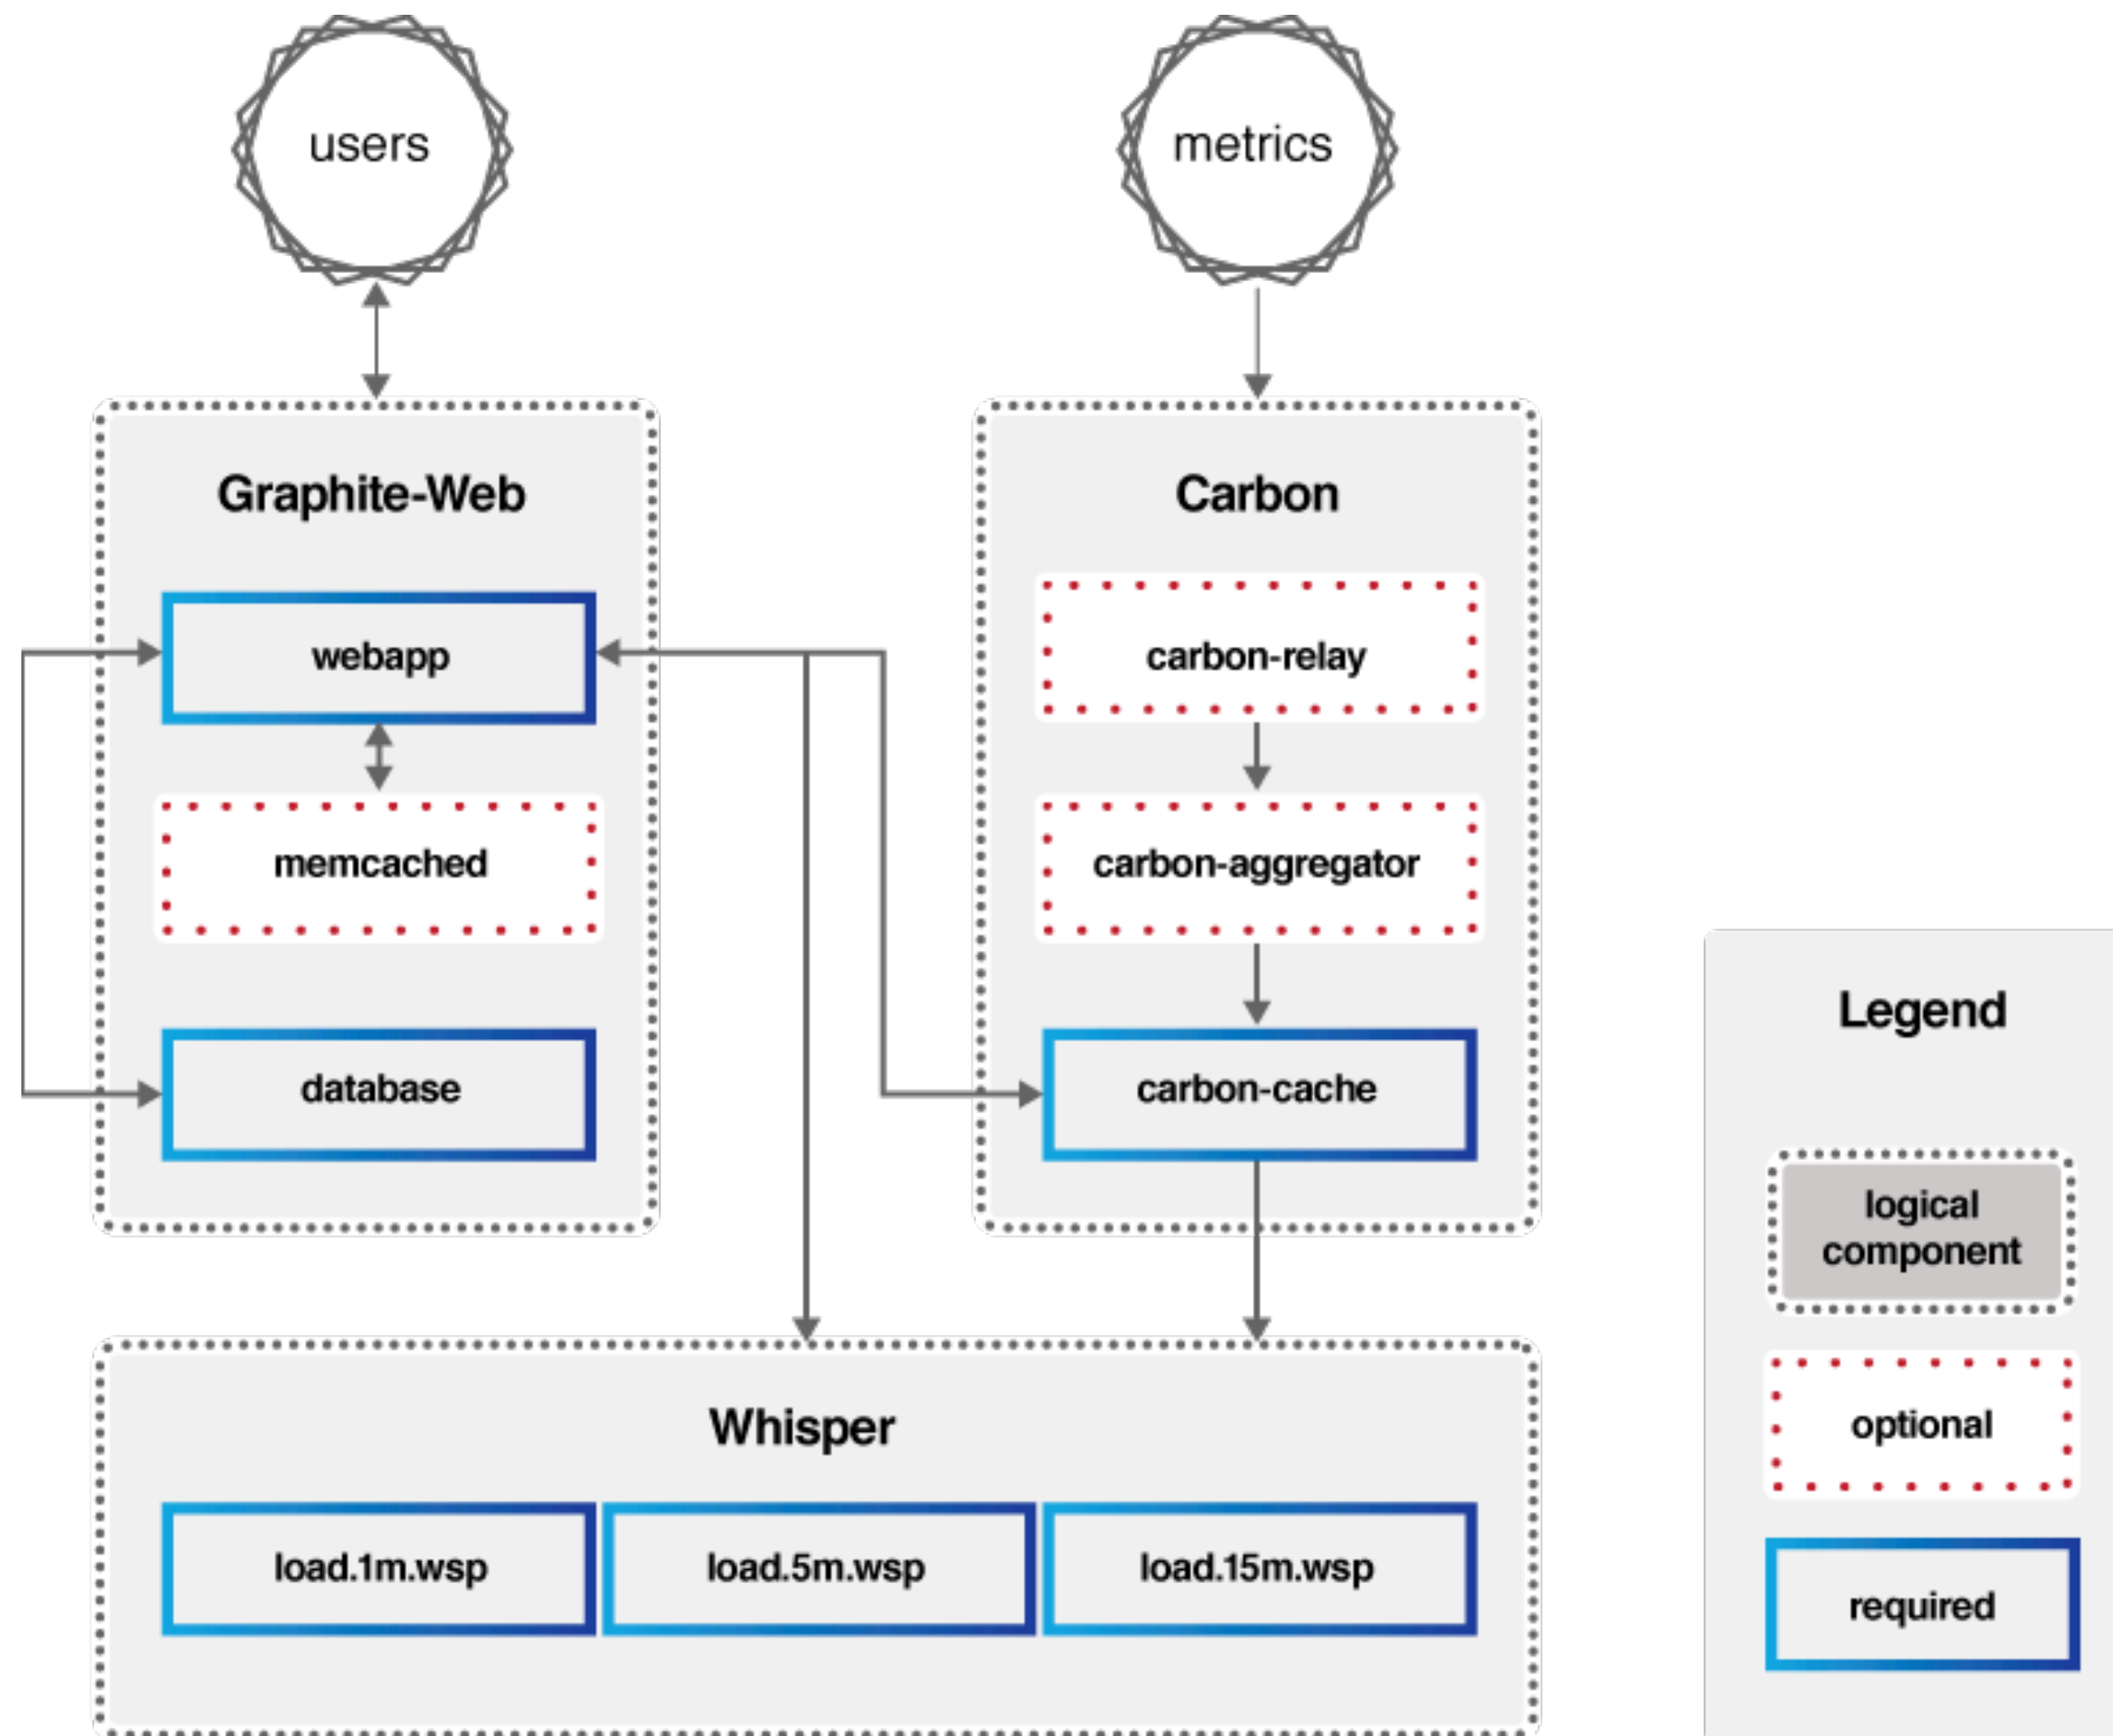 users
metrics
Graphite-Web
webapp
memcached
database
Carbon
carbon-relay
carbon-aggregator
carbon-cache
Whisper
load.1m.wsp
load.5m.wsp
load.15m.wsp
Legend
logical
component
optional
required